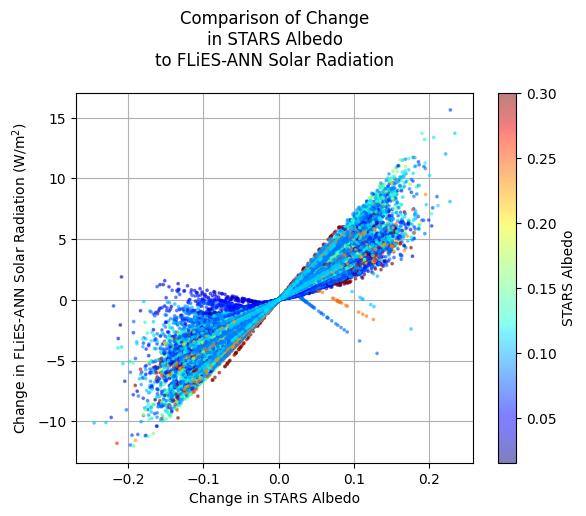 Comparison of Change
in STARS Albedo
to FLiES-ANN Solar Radiation
Change in FLiES-ANN Solar Radiation (W/m²)
15
10
5
0
−5
−10
−0.2
−0.1
0.0
0.1
0.2
Change in STARS Albedo
0.30
0.25
0.20
0.15
0.10
0.05
STARS Albedo